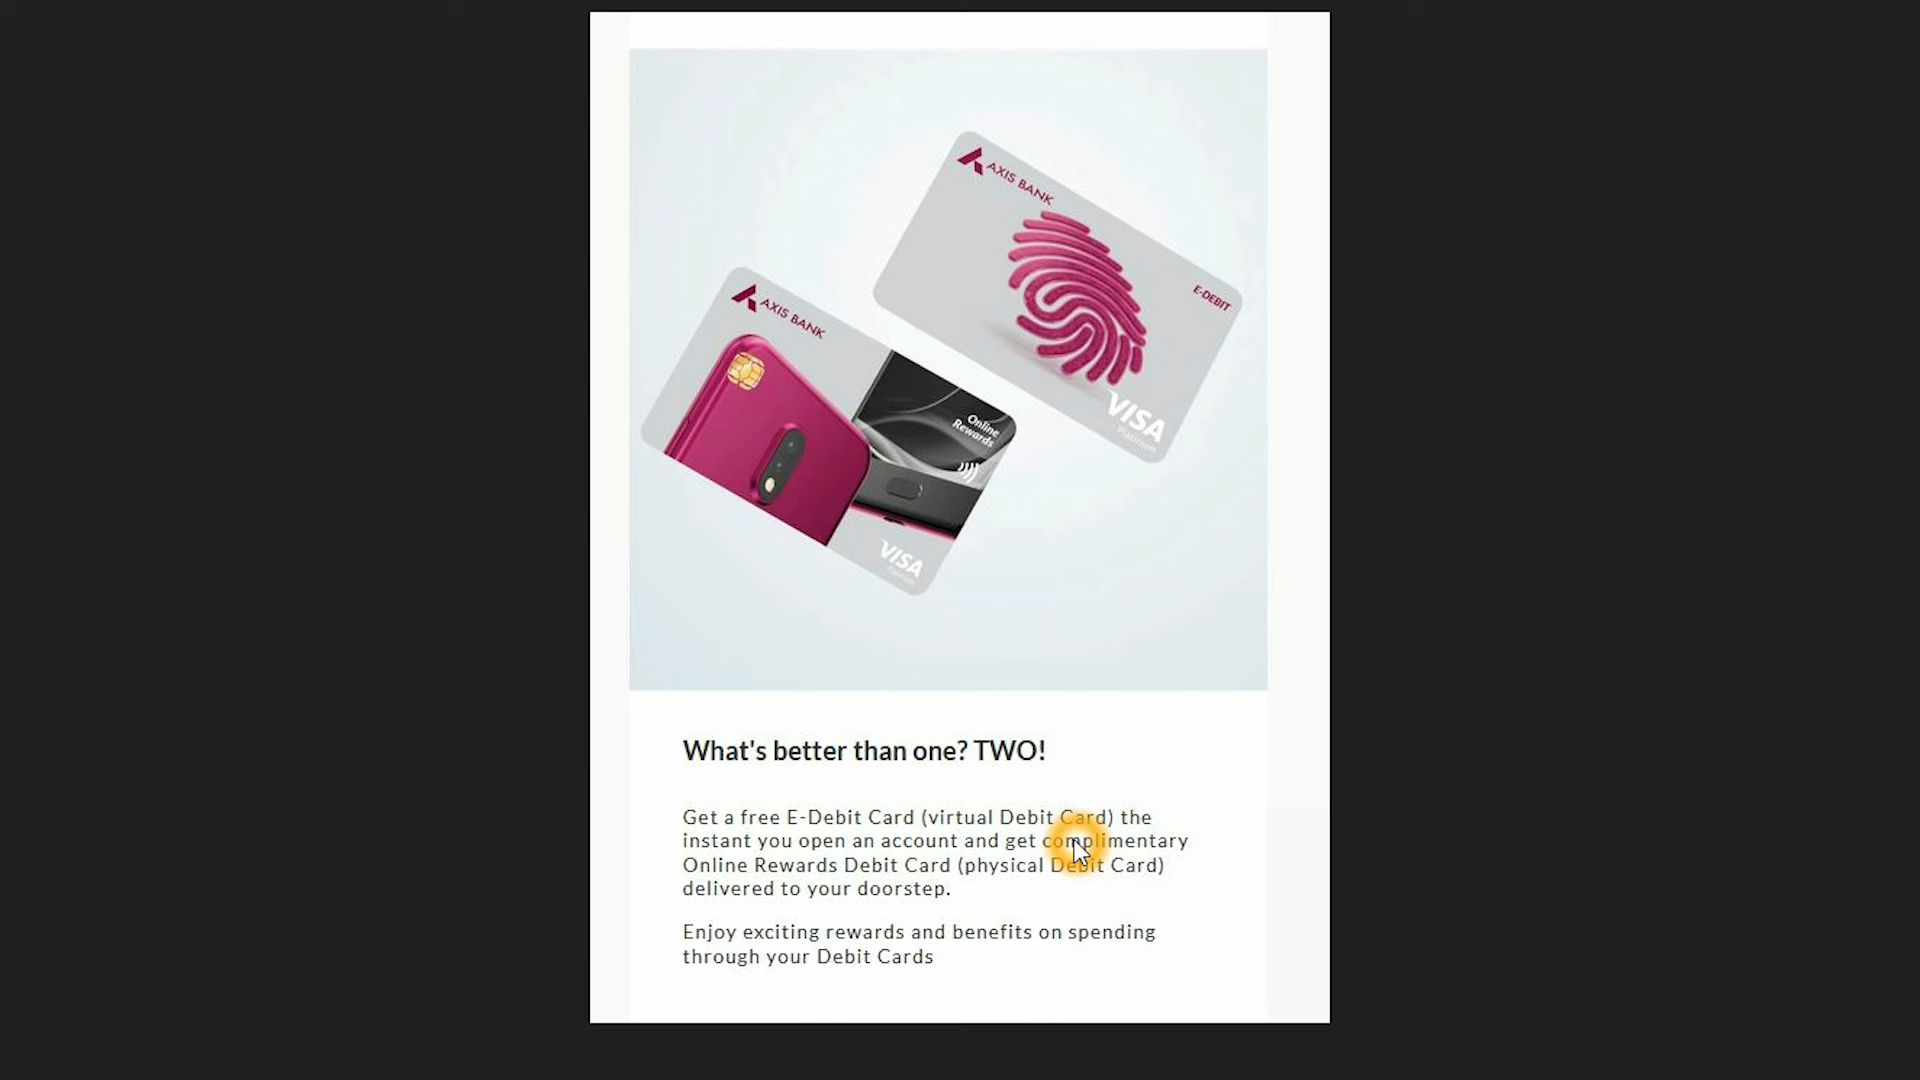 AXIS BANK
E-DEBIT
VISA
Platinum
AXIS BANK
Online
Rewards
VISA
Platinum
What's better than one? TWO!
Get a free E-Debit Card (virtual Debit Card) the
instant you open an account and get complimentary
Online Rewards Debit Card (physical Debit Card)
delivered to your doorstep.
Enjoy exciting rewards and benefits on spending
through your Debit Cards